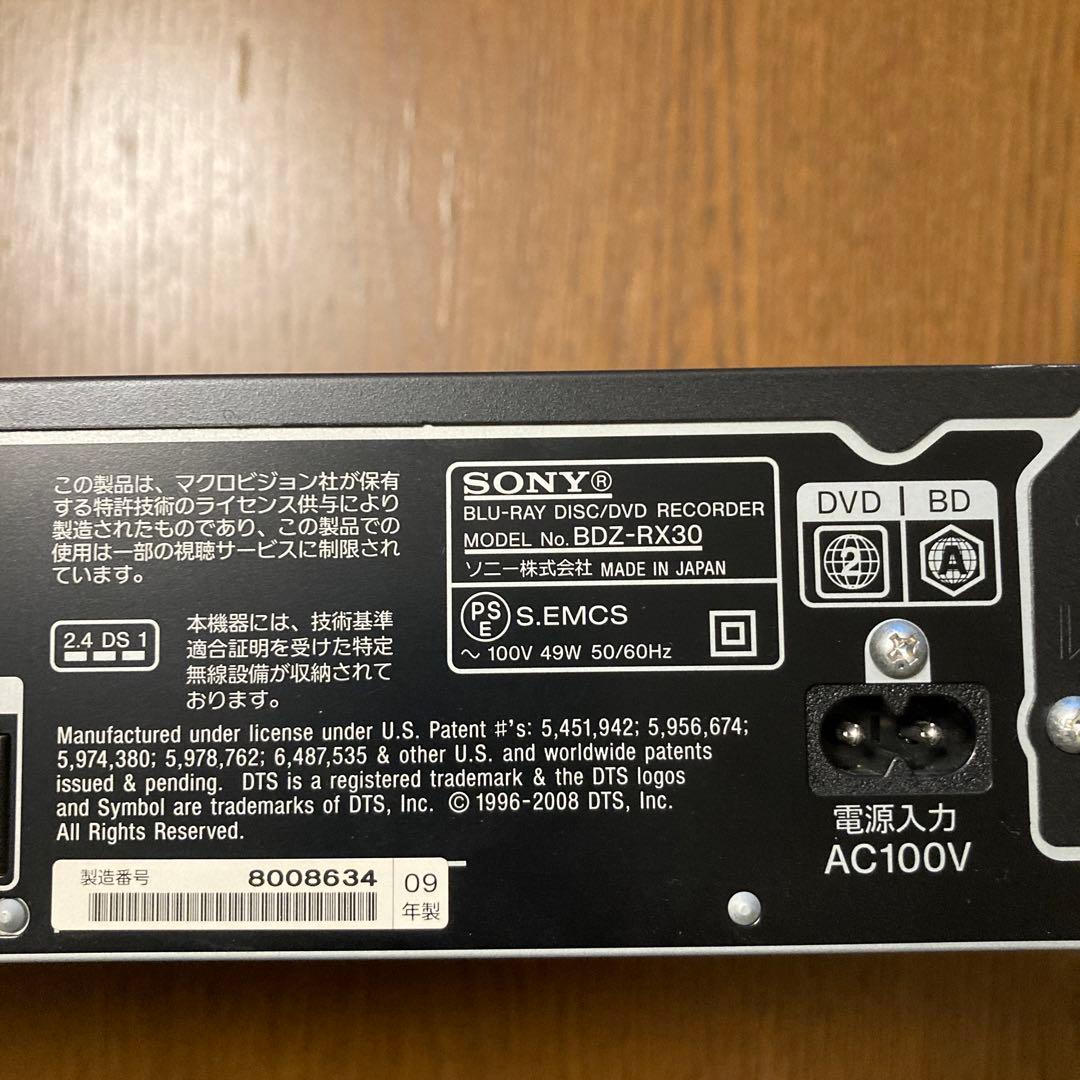 この製品は、マクロビジョン社が保有
する特許技術のライセンス供与により
製造されたものであり、この製品での
使用は一部の視聴サービスに制限され
ています。
2.4 DS 1
本機器には、技術基準
適合証明を受けた特定
無線設備が収納されて
おります。
SONY®
BLU-RAY DISC/DVD RECORDER
MODEL No. BDZ-RX30
ソニー株式会社 MADE IN JAPAN
PSE S.EMCS
~ 100V 49W 50/60Hz
DVD | BD
2 A
Manufactured under license under U.S. Patent #'s: 5,451,942; 5,956,674;
5,974,380; 5,978,762; 6,487,535 & other U.S. and worldwide patents
issued & pending. DTS is a registered trademark & the DTS logos
and Symbol are trademarks of DTS, Inc. © 1996-2008 DTS, Inc.
All Rights Reserved.
電源入力
AC100V
製造番号 8008634
09
年製